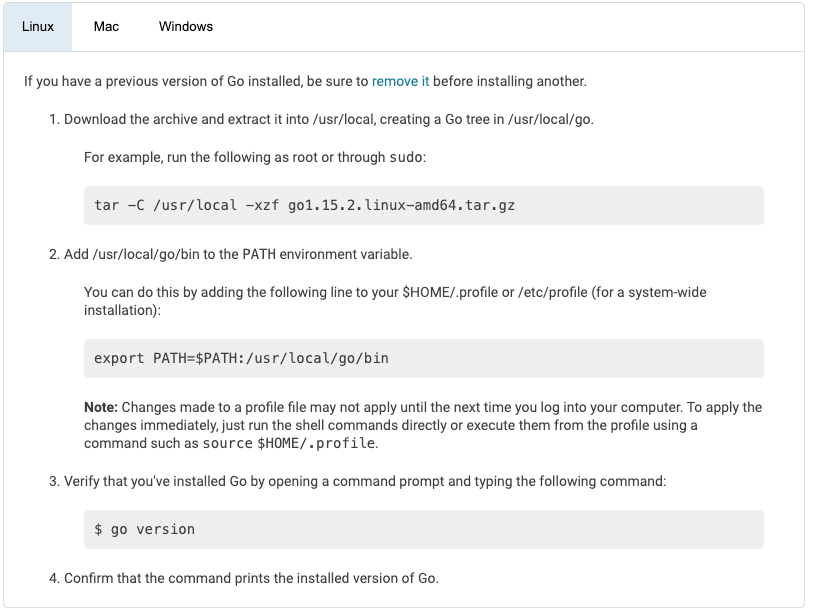 Linux Mac Windows
If you have a previous version of Go installed, be sure to remove it before installing another.
1. Download the archive and extract it into /usr/local, creating a Go tree in /usr/local/go.
For example, run the following as root or through sudo:
tar -C /usr/local -xzf go1.15.2.linux-amd64.tar.gz
2. Add /usr/local/go/bin to the PATH environment variable.
You can do this by adding the following line to your $HOME/.profile or /etc/profile (for a system-wide
installation):
export PATH=$PATH:/usr/local/go/bin
Note: Changes made to a profile file may not apply until the next time you log into your computer. To apply the
changes immediately, just run the shell commands directly or execute them from the profile using a
command such as source $HOME/.profile.
3. Verify that you've installed Go by opening a command prompt and typing the following command:
$ go version
4. Confirm that the command prints the installed version of Go.